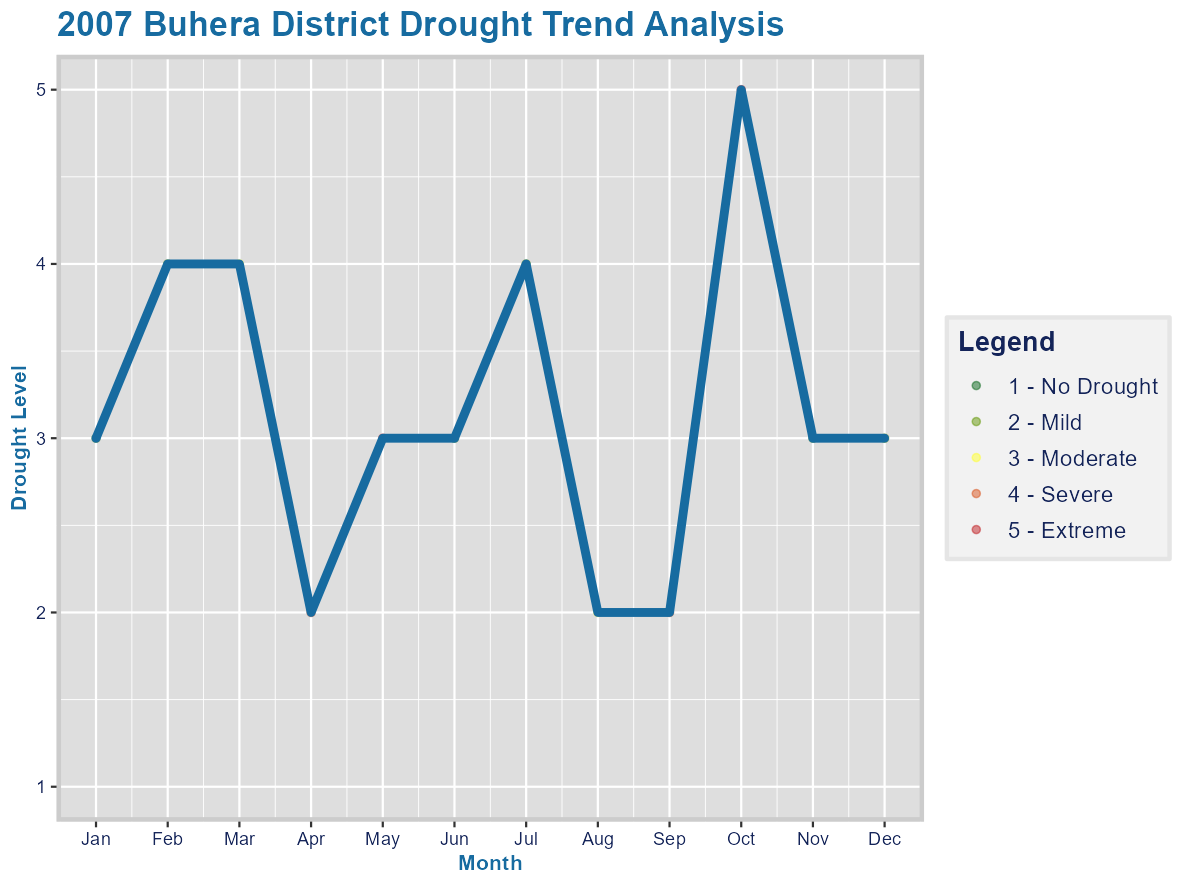 2007 Buhera District Drought Trend Analysis
5
4
3
2
1
Drought Level
Jan Feb Mar Apr May Jun Jul Aug Sep Oct Nov Dec
Month
Legend
1 - No Drought
2 - Mild
3 - Moderate
4 - Severe
5 - Extreme